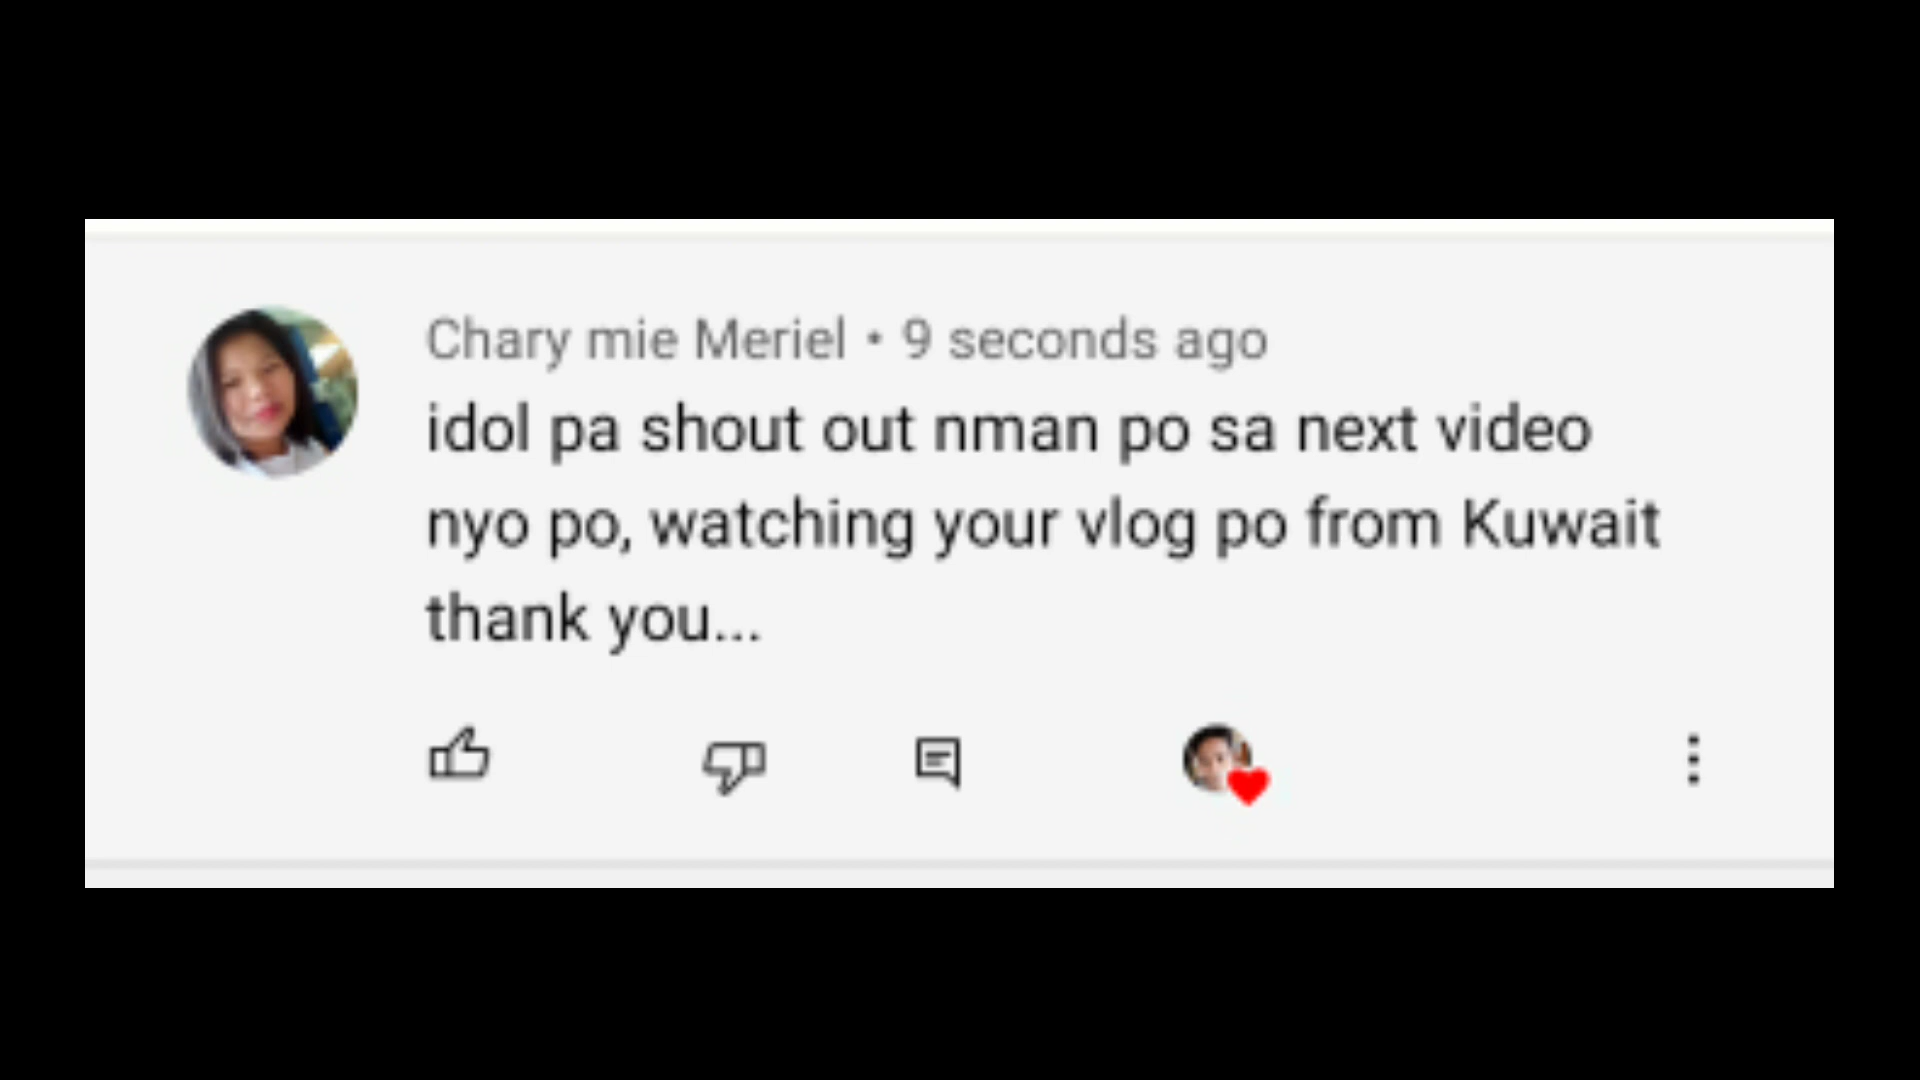 Chary mie Meriel • 9 seconds ago
idol pa shout out nman po sa next video
nyo po, watching your vlog po from Kuwait
thank you...